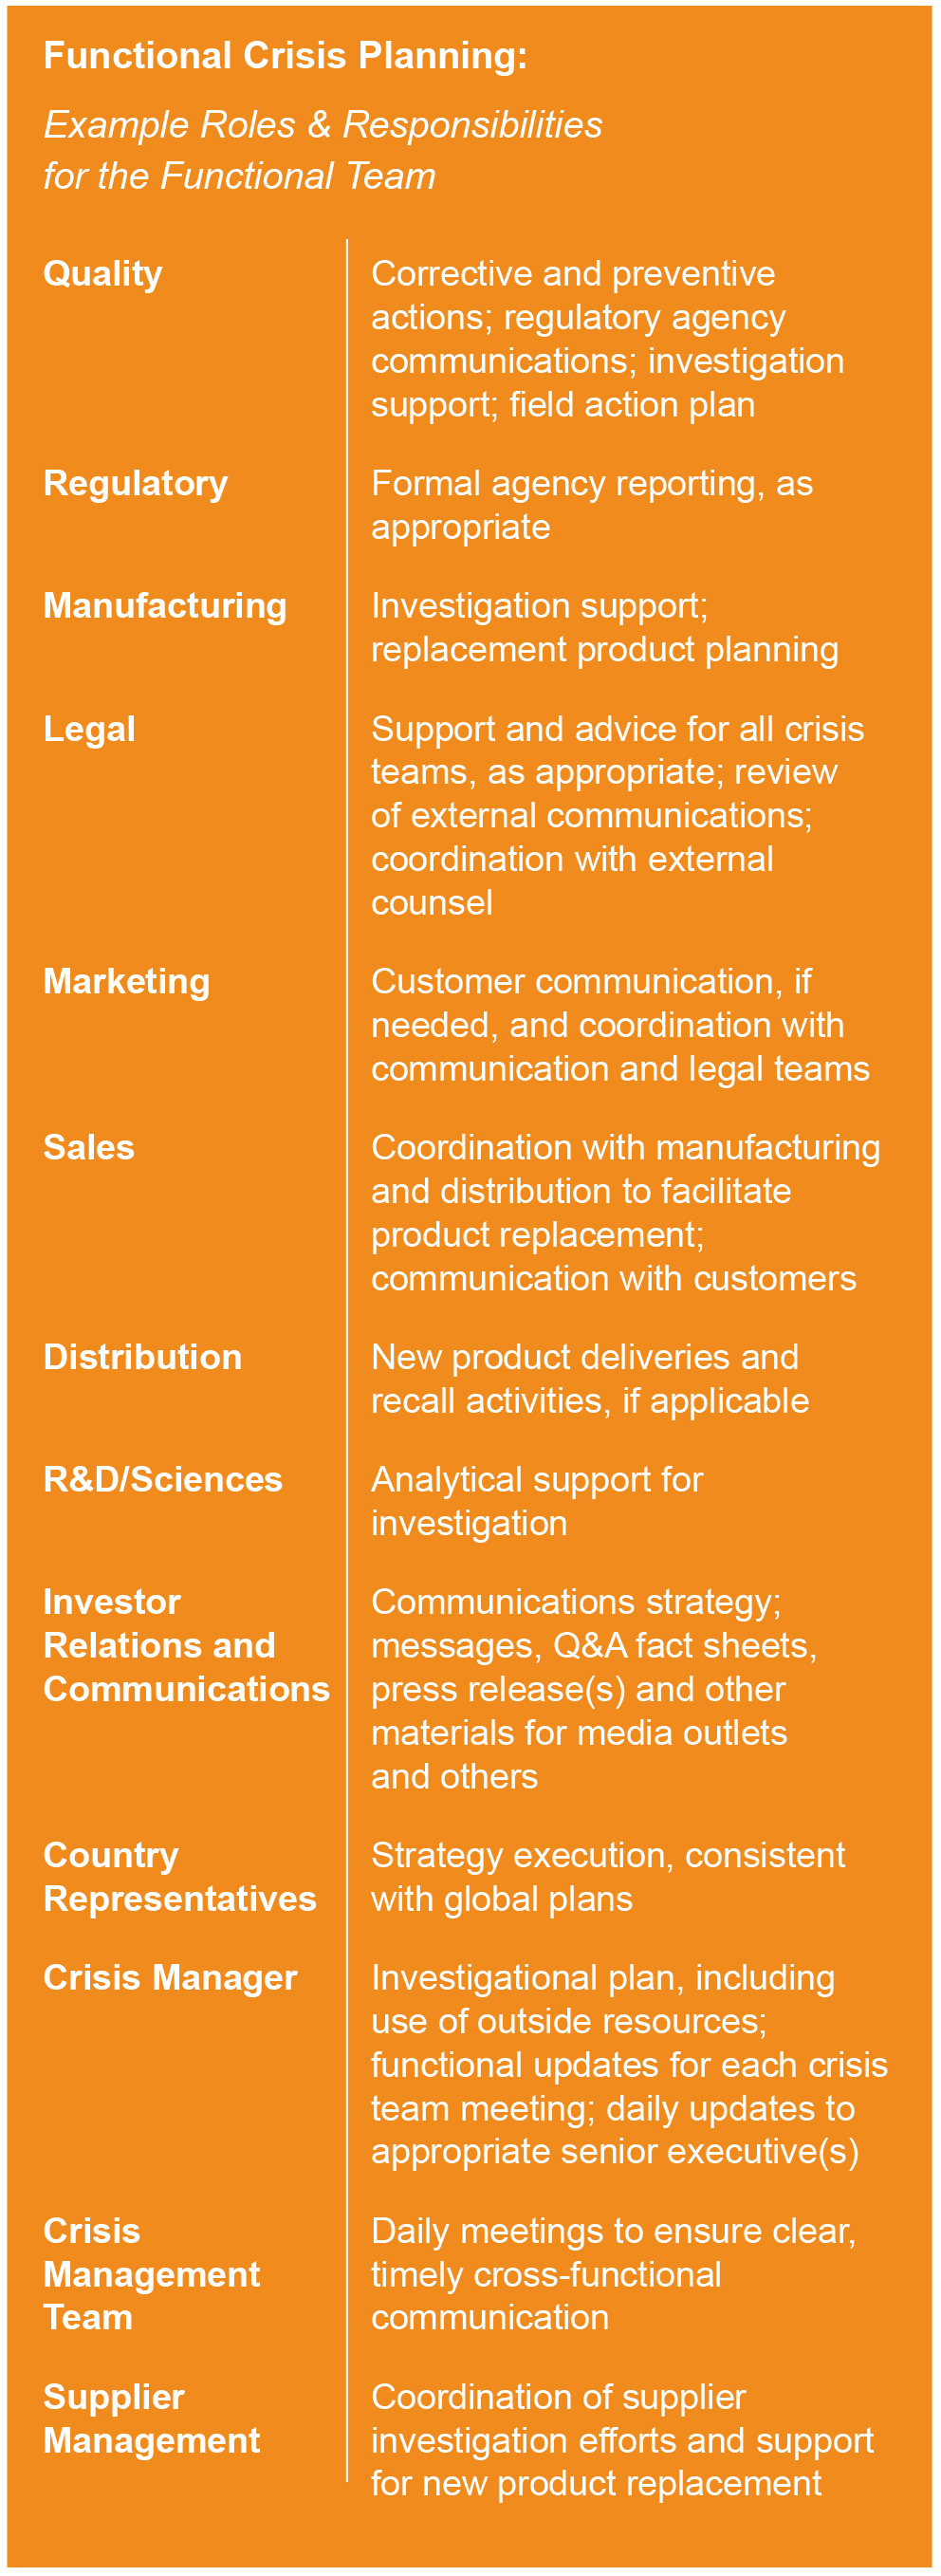 Functional Crisis Planning:
Example Roles & Responsibilities
for the Functional Team
Quality
Corrective and preventive
actions; regulatory agency
communications; investigation
support; field action plan
Regulatory
Formal agency reporting, as
appropriate
Manufacturing
Investigation support;
replacement product planning
Legal
Support and advice for all crisis
teams, as appropriate; review
of external communications;
coordination with external
counsel
Marketing
Customer communication, if
needed, and coordination with
communication and legal teams
Sales
Coordination with manufacturing
and distribution to facilitate
product replacement;
communication with customers
Distribution
New product deliveries and
recall activities, if applicable
R&D/Sciences
Analytical support for
investigation
Investor
Relations and
Communications
Communications strategy;
messages, Q&A fact sheets,
press release(s) and other
materials for media outlets
and others
Country
Representatives
Strategy execution, consistent
with global plans
Crisis Manager
Investigational plan, including
use of outside resources;
functional updates for each crisis
team meeting; daily updates to
appropriate senior executive(s)
Crisis
Management
Team
Daily meetings to ensure clear,
timely cross-functional
communication
Supplier
Management
Coordination of supplier
investigation efforts and support
for new product replacement